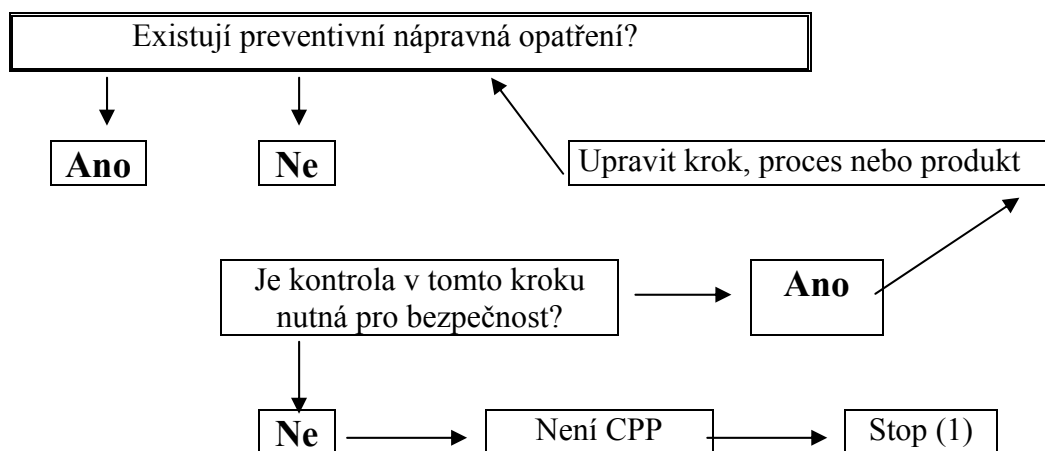 Existují preventivní nápravná opatření?
Ano
Ne
Upravit krok, proces nebo produkt
Je kontrola v tomto kroku
nutná pro bezpečnost?
Ano
Ne
Není CPP
Stop (1)